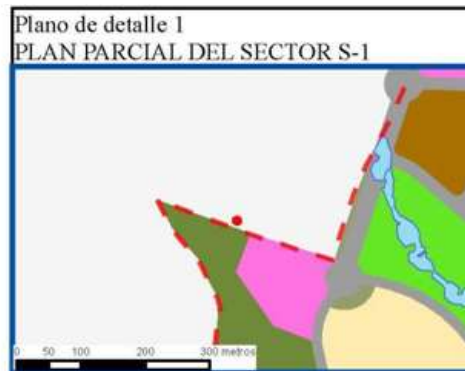 Plano de detalle 1
PLAN PARCIAL DEL SECTOR S-1
0 50 100 200 300 metros